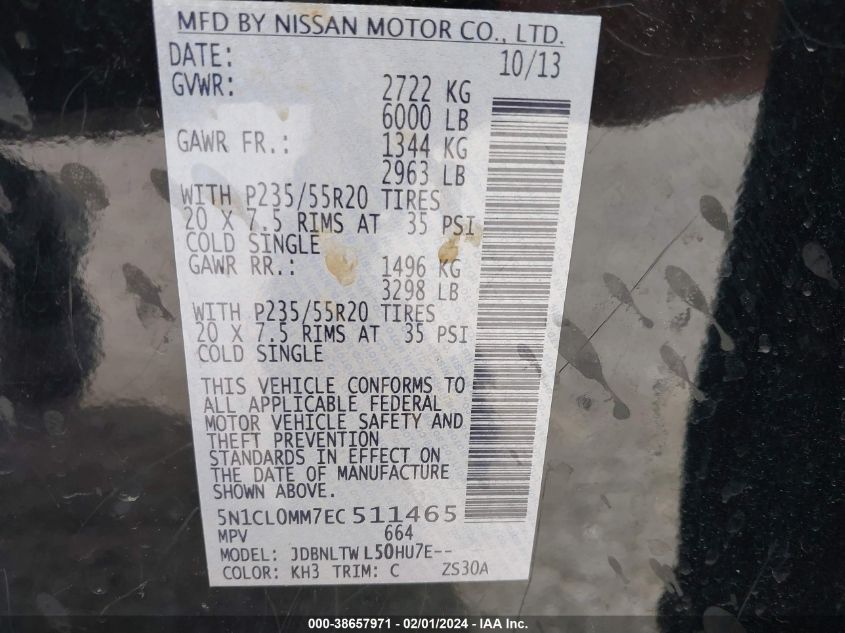 MFD BY NISSAN MOTOR CO., LTD.
DATE: 10/13
GVWR: 2722 KG
6000 LB
GAWR FR.: 1344 KG
2963 LB
WITH P235/55R20 TIRES
20 X 7.5 RIMS AT 35 PSI
COLD SINGLE
GAWR RR.: 1496 KG
3298 LB
WITH P235/55R20 TIRES
20 X 7.5 RIMS AT 35 PSI
COLD SINGLE
THIS VEHICLE CONFORMS TO
ALL APPLICABLE FEDERAL
MOTOR VEHICLE SAFETY AND
THEFT PREVENTION
STANDARDS IN EFFECT ON
THE DATE OF MANUFACTURE
SHOWN ABOVE.
5N1CL0MM7EC511465
MPV 664
MODEL: JDBNLTWL50HU7E--
COLOR: KH3 TRIM: C ZS30A
000-38657971 - 02/01/2024 - IAA Inc.